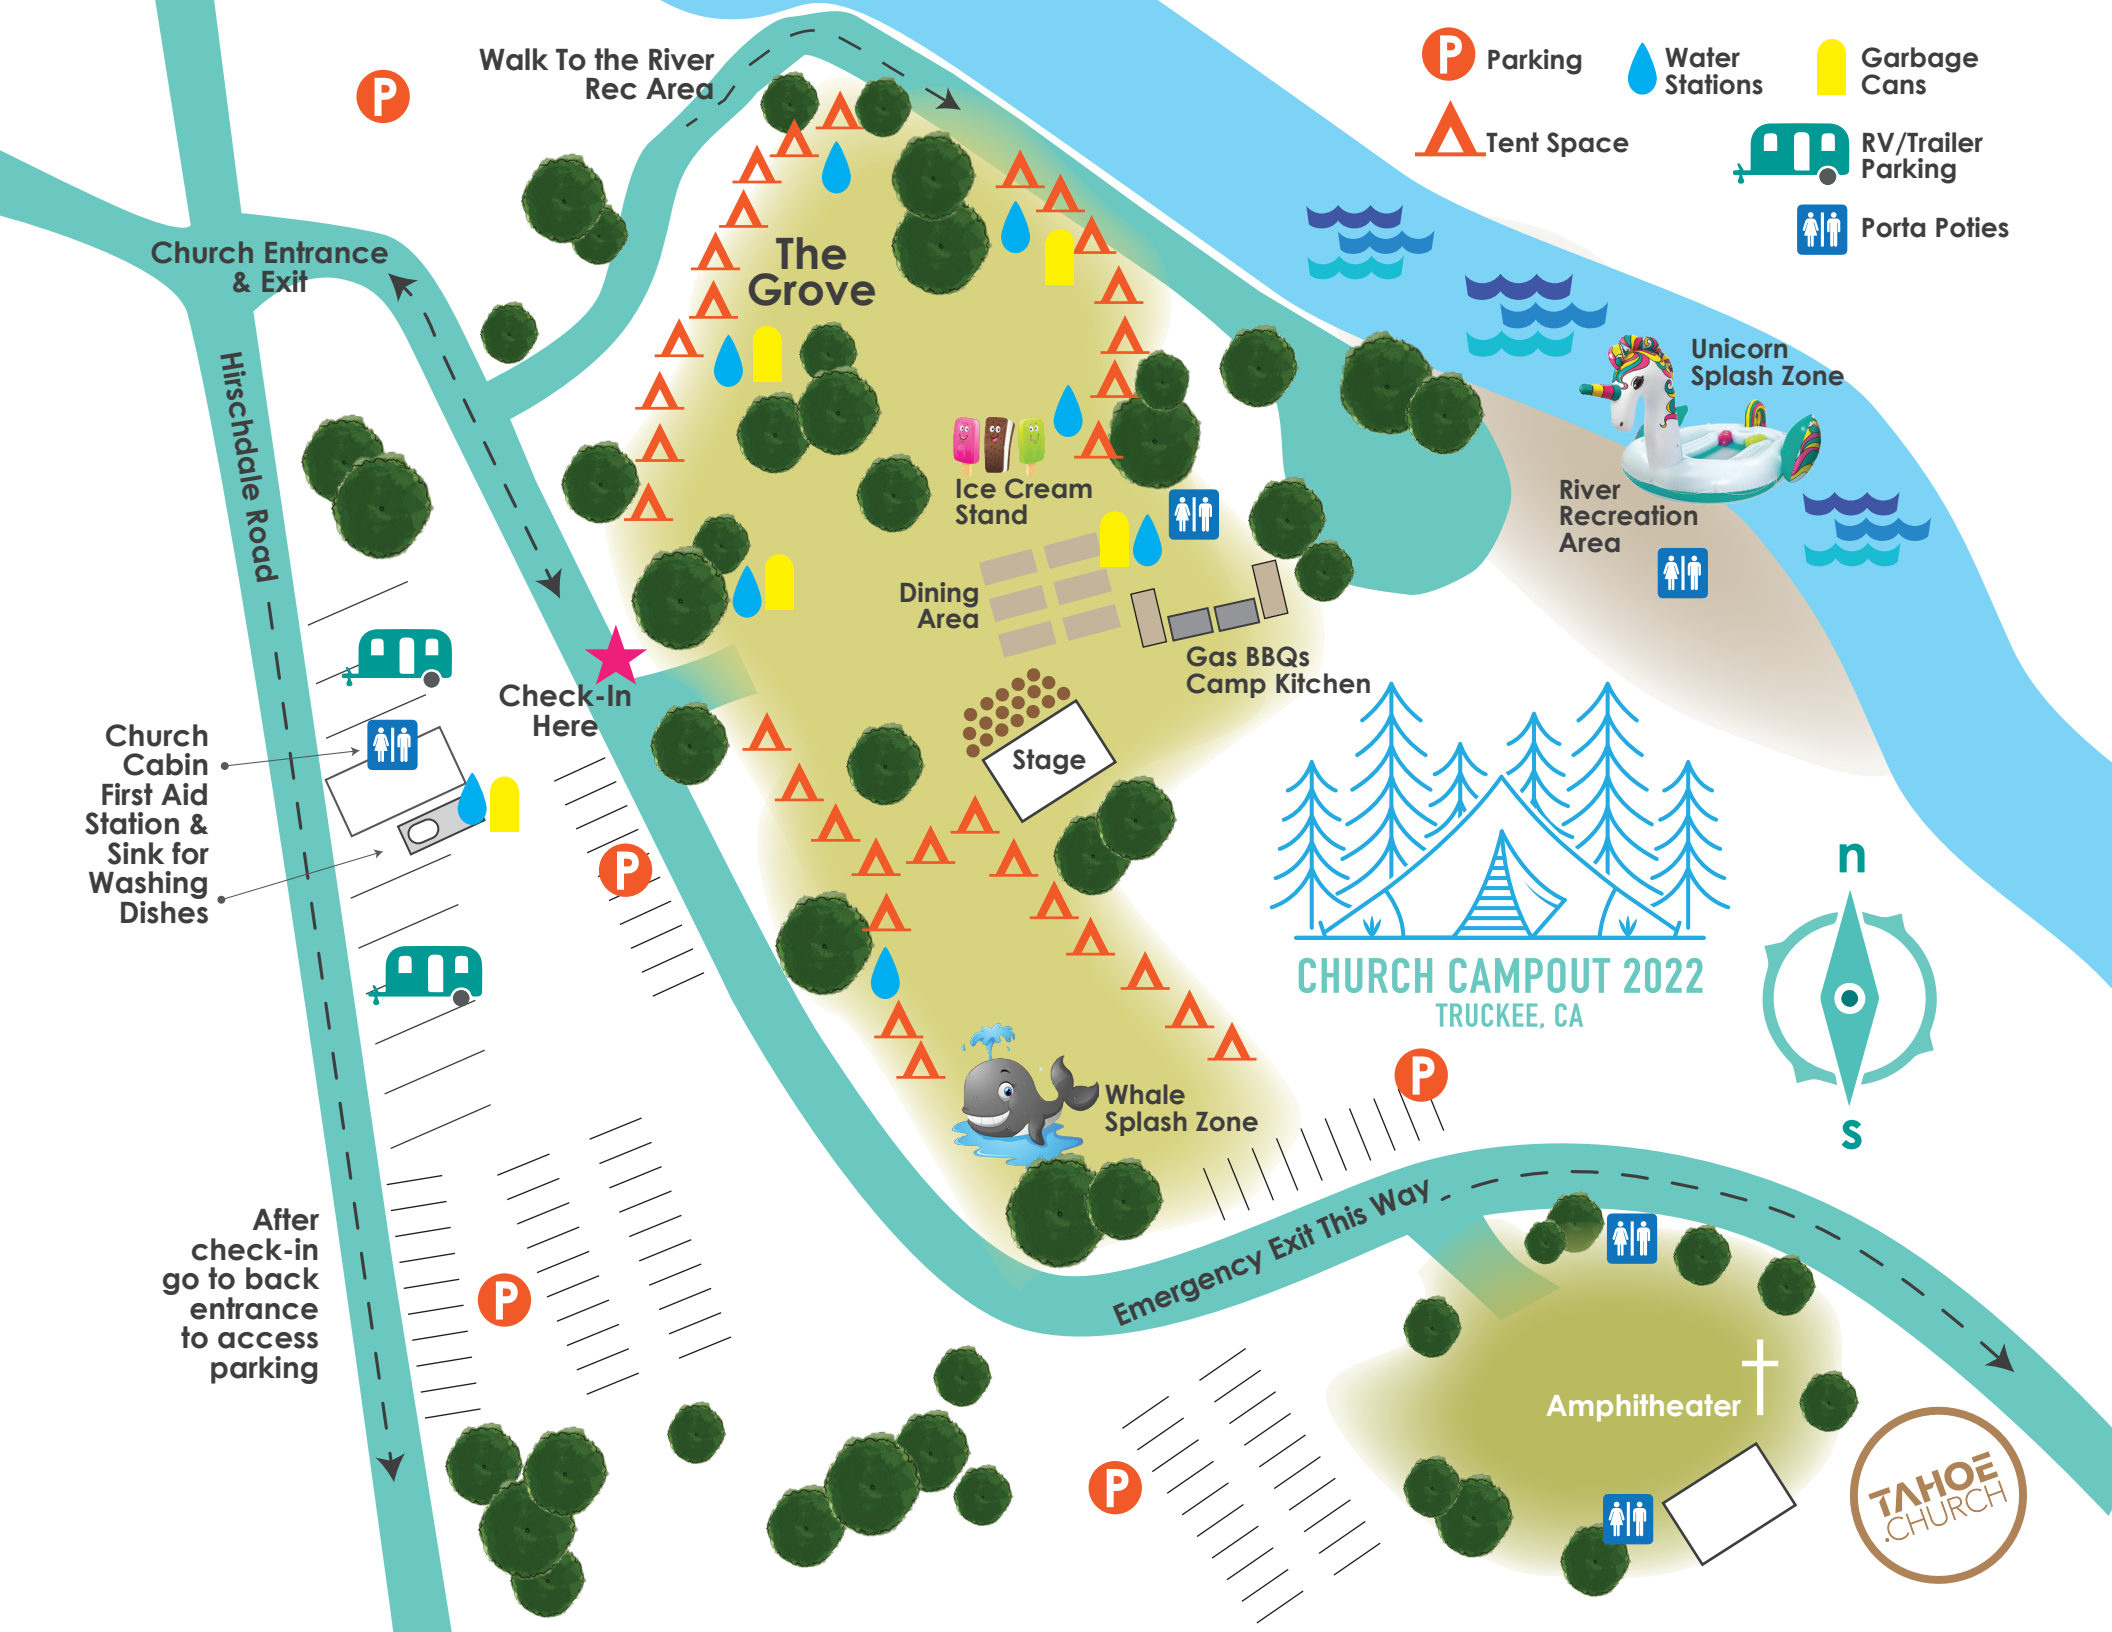 Walk To the River
Rec Area
P
P
Parking
Water
Stations
Garbage
Cans
Tent Space
RV/Trailer
Parking
Porta Poties
Church Entrance
& Exit
The
Grove
Hirschdale Road
Unicorn
Splash Zone
River
Recreation
Area
Ice Cream
Stand
Dining
Area
Gas BBQs
Camp Kitchen
Check-In
Here
Stage
Church
Cabin
First Aid
Station &
Sink for
Washing
Dishes
P
CHURCH CAMPOUT 2022
TRUCKEE, CA
n
s
Whale
Splash Zone
P
Emergency Exit This Way
After
check-in
go to back
entrance
to access
parking
P
P
Amphitheater
TAHOE
.CHURCH